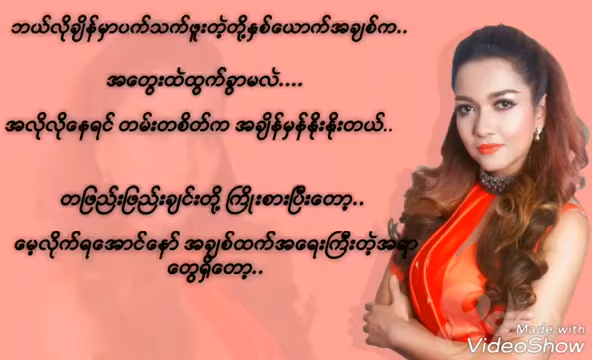 ဘယ်လိုချိန်မှာပက်သက်ဖူးတဲ့တို့နှစ်ယောက်အချစ်က..
အတွေးထဲထွက်ခွာမလဲ....
အလိုလိုနေရင် တမ်းတစိတ်က အချိန်မှန်နိုးနိုးတယ်..
တဖြည်းဖြည်းချင်းတို့ ကြိုးစားပြီးတော့..
မေ့လိုက်ရအောင်နော် အချစ်ထက်အရေးကြီးတဲ့အရာ
တွေရှိတော့..
Made with
VideoShow